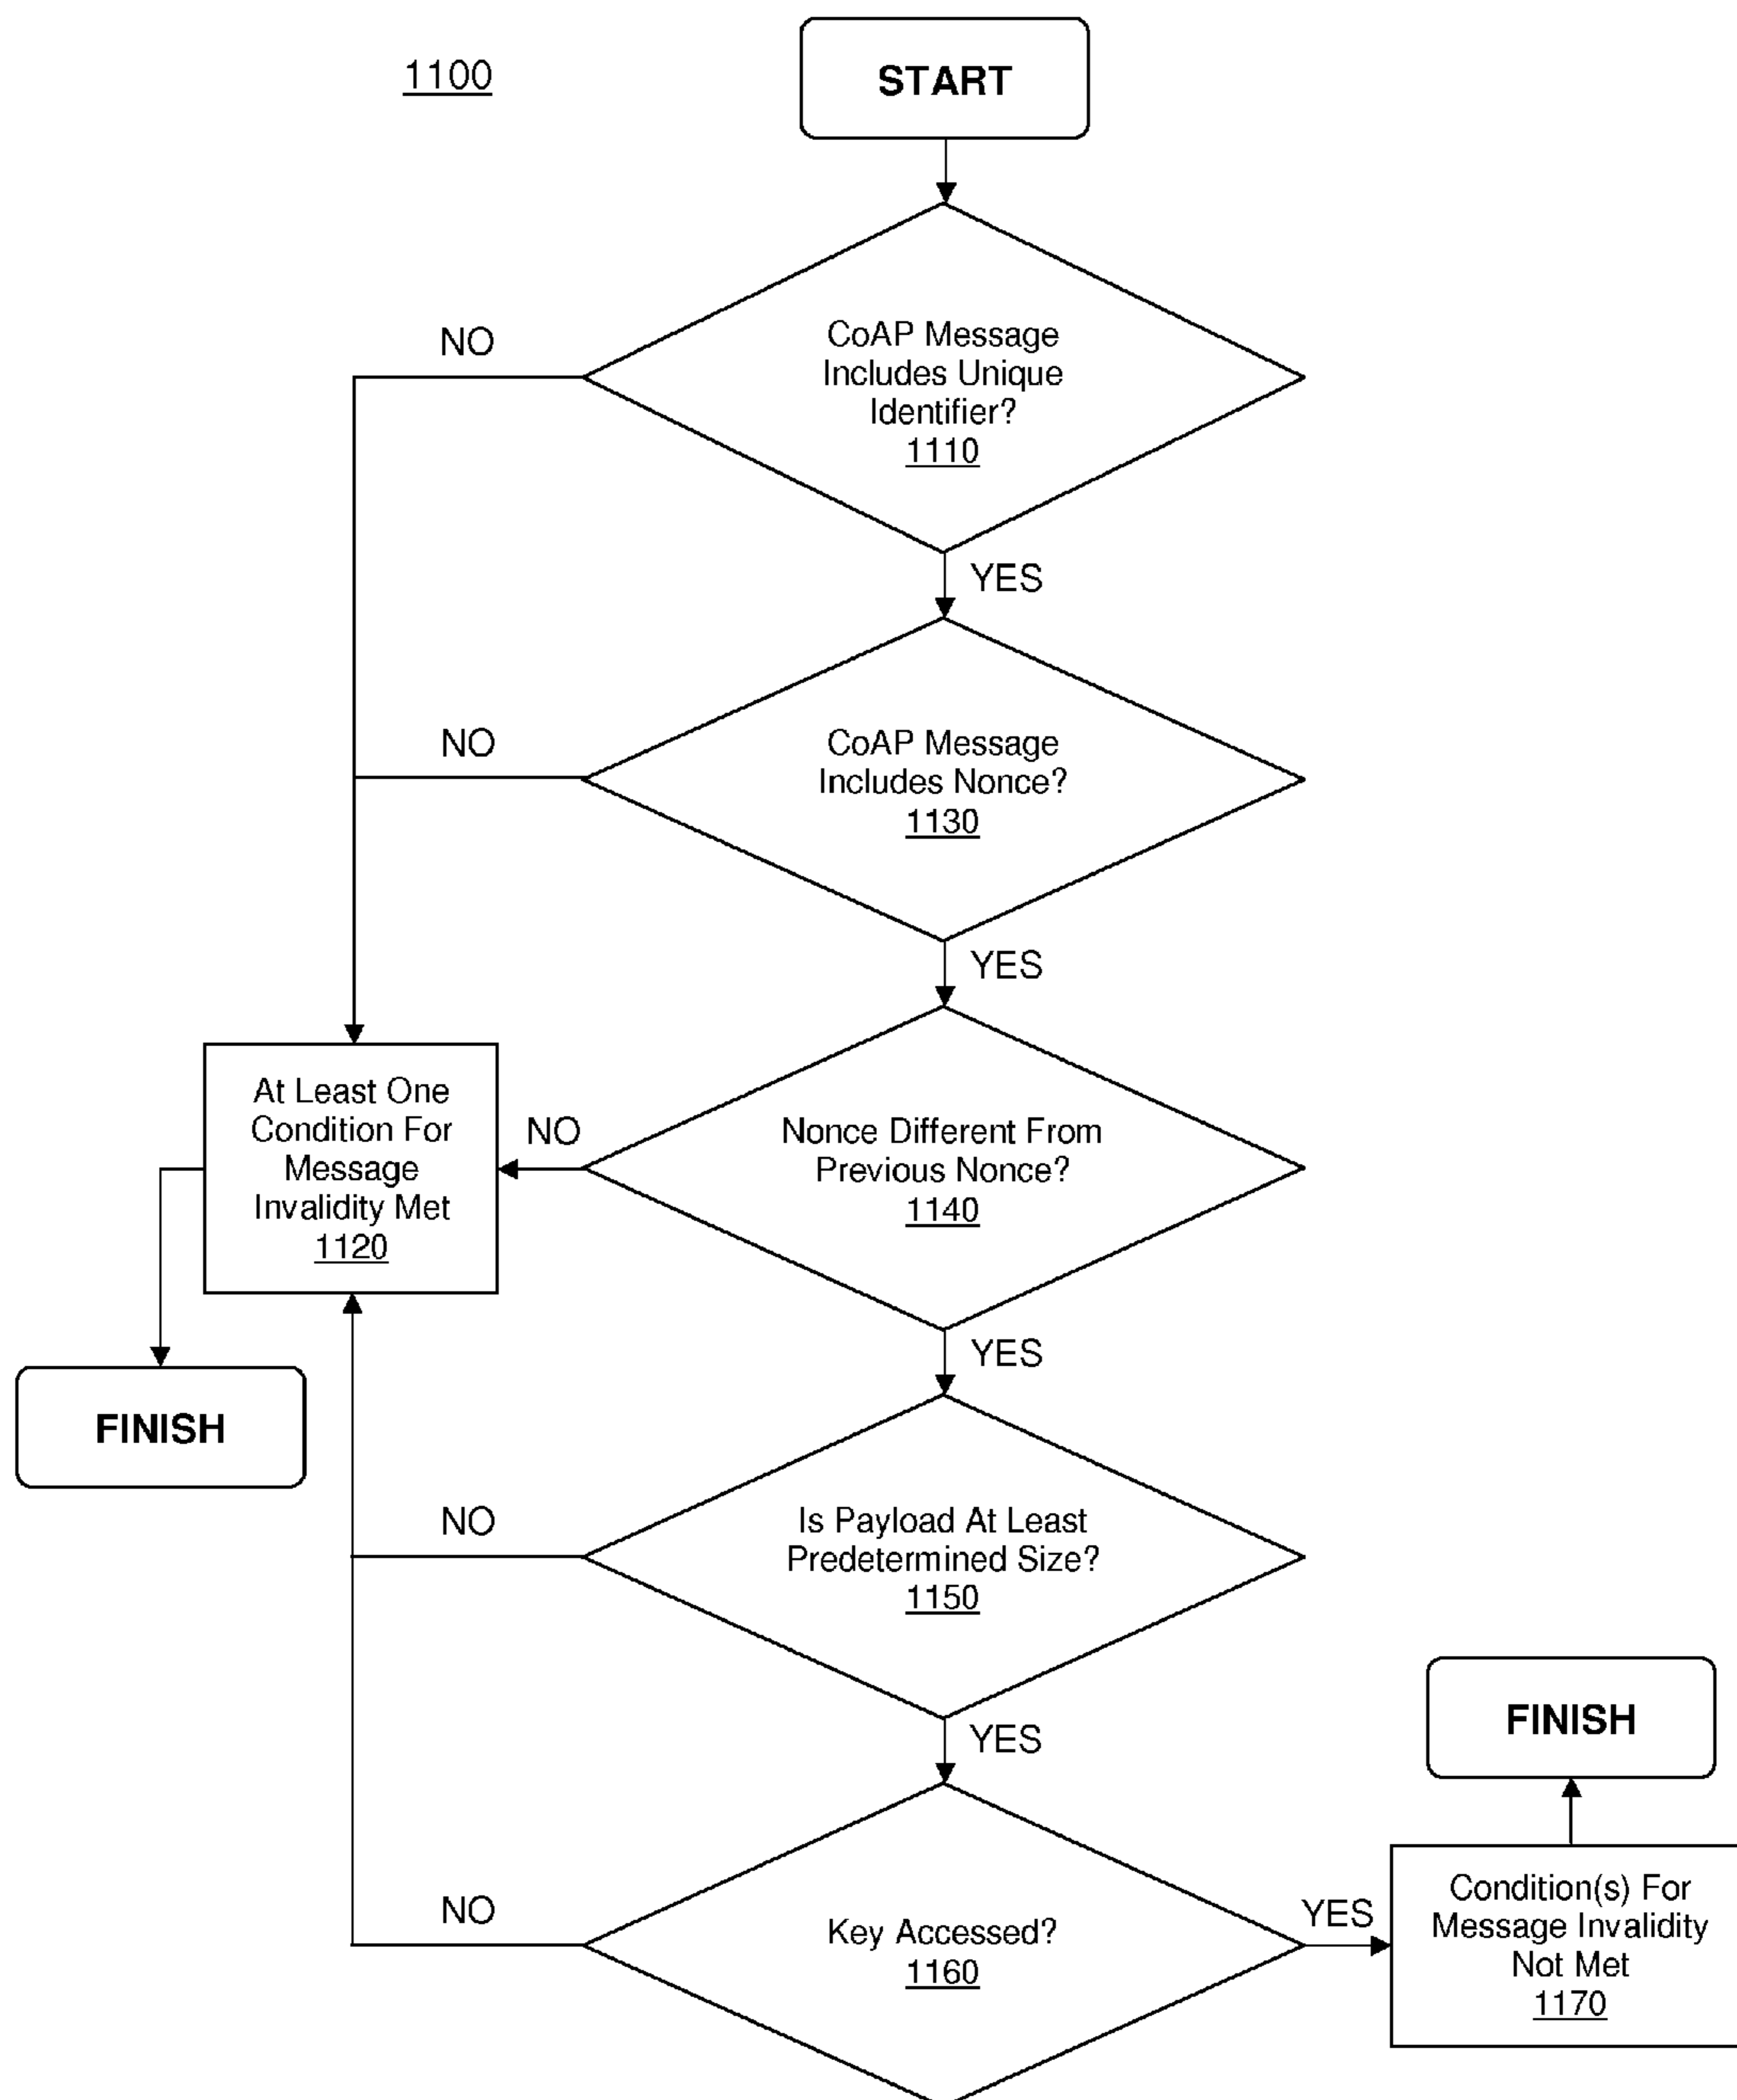 1100
START
CoAP Message
Includes Unique
Identifier?
1110
NO
YES
CoAP Message
Includes Nonce?
1130
NO
YES
At Least One
Condition For
Message
Invalidity Met
1120
NO
Nonce Different From
Previous Nonce?
1140
YES
FINISH
NO
Is Payload At Least
Predetermined Size?
1150
YES
FINISH
NO
Key Accessed?
1160
YES
Condition(s) For
Message Invalidity
Not Met
1170